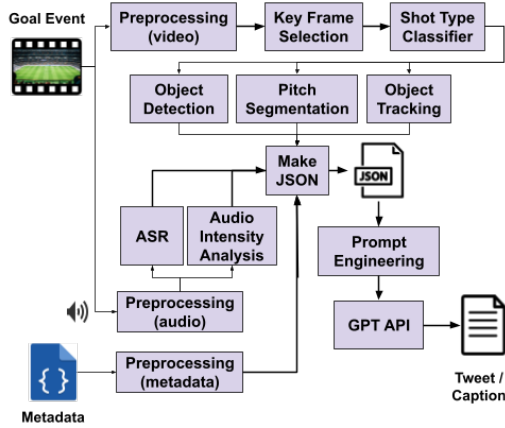 Goal Event
Preprocessing
(video)
Key Frame
Selection
Shot Type
Classifier
Object
Detection
Pitch
Segmentation
Object
Tracking
Make
JSON
JSON
ASR
Audio
Intensity
Analysis
Prompt
Engineering
Preprocessing
(audio)
GPT API
Preprocessing
(metadata)
{ }
Metadata
Tweet /
Caption